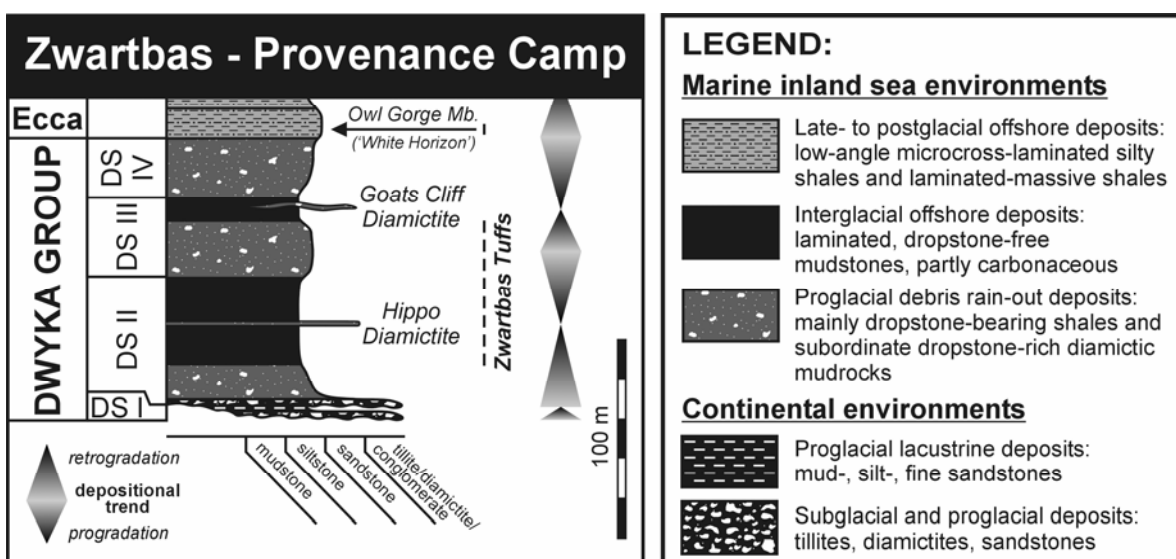 Zwartbas - Provenance Camp
Ecca
DWYKA GROUP
DS IV
DS III
DS II
DS I
Owl Gorge Mb.
('White Horizon')
Goats Cliff
Diamictite
Hippo
Diamictite
Zwartbas Tuffs
100 m
retrogradation
depositional
trend
progradation
mudstone
siltstone
sandstone
tillite/diamictite/
conglomerate
LEGEND:
Marine inland sea environments
Late- to postglacial offshore deposits:
low-angle microcross-laminated silty
shales and laminated-massive shales
Interglacial offshore deposits:
laminated, dropstone-free
mudstones, partly carbonaceous
Proglacial debris rain-out deposits:
mainly dropstone-bearing shales and
subordinate dropstone-rich diamictic
mudrocks
Continental environments
Proglacial lacustrine deposits:
mud-, silt-, fine sandstones
Subglacial and proglacial deposits:
tillites, diamictites, sandstones